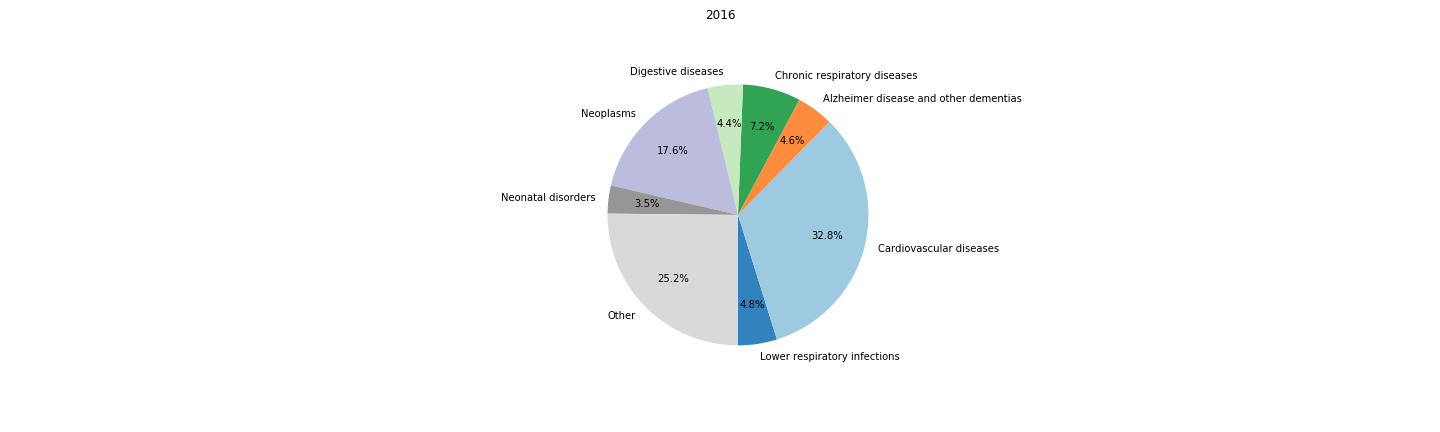 2016
Digestive diseases
Chronic respiratory diseases
Alzheimer disease and other dementias
Neoplasms
4.4%
7.2%
4.6%
17.6%
Neonatal disorders
3.5%
32.8%
Cardiovascular diseases
25.2%
4.8%
Other
Lower respiratory infections